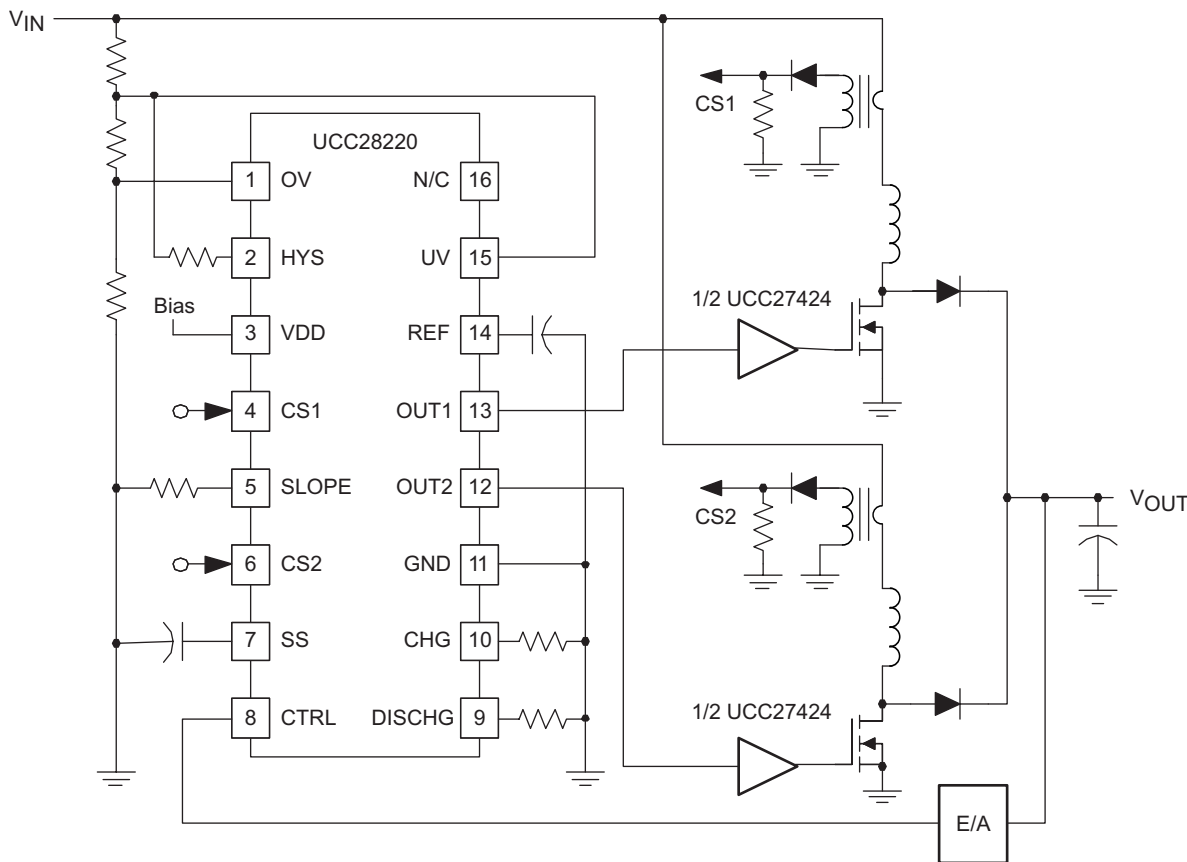 VIN
CS1
UCC28220
1 OV
N/C 16
2 HYS
UV 15
Bias
1/2 UCC27424
3 VDD
REF 14
4 CS1
OUT1 13
5 SLOPE
OUT2 12
CS2
VOUT
6 CS2
GND 11
7 SS
CHG 10
8 CTRL
DISCHG 9
1/2 UCC27424
E/A